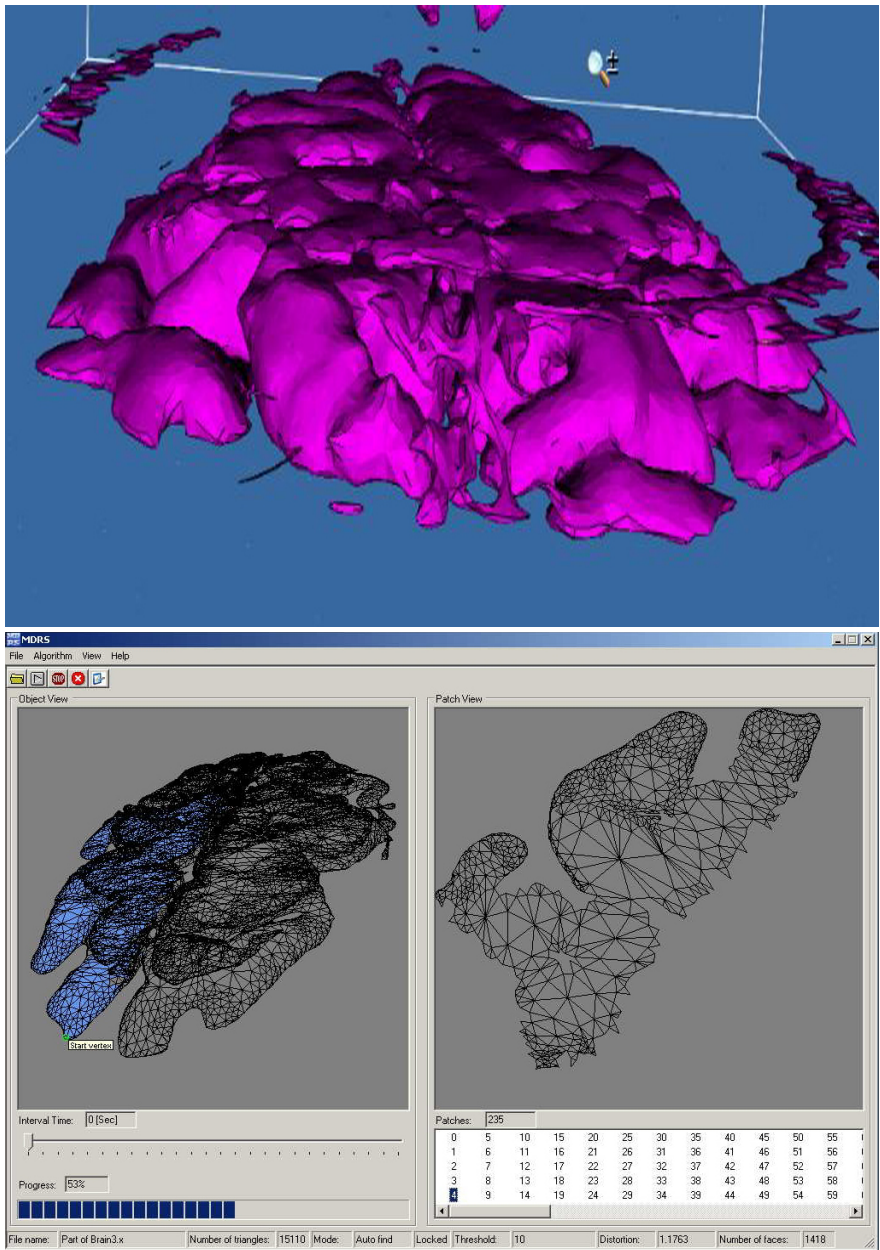 MDRS
File Algorithm View Help
STOP
Object View
Patch View
Start vertex
Interval Time: 0 [Sec]
Progress: 53%
Patches: 235
0 5 10 15 20 25 30 35 40 45 50 55
1 6 11 16 21 26 31 36 41 46 51 56
2 7 12 17 22 27 32 37 42 47 52 57
3 8 13 18 23 28 33 38 43 48 53 58
4 9 14 19 24 29 34 39 44 49 54 59
File name: Part of Brain3.x Number of triangles: 15110 Mode: Auto find Locked Threshold: 10 Distortion: 1.1763 Number of faces: 1418